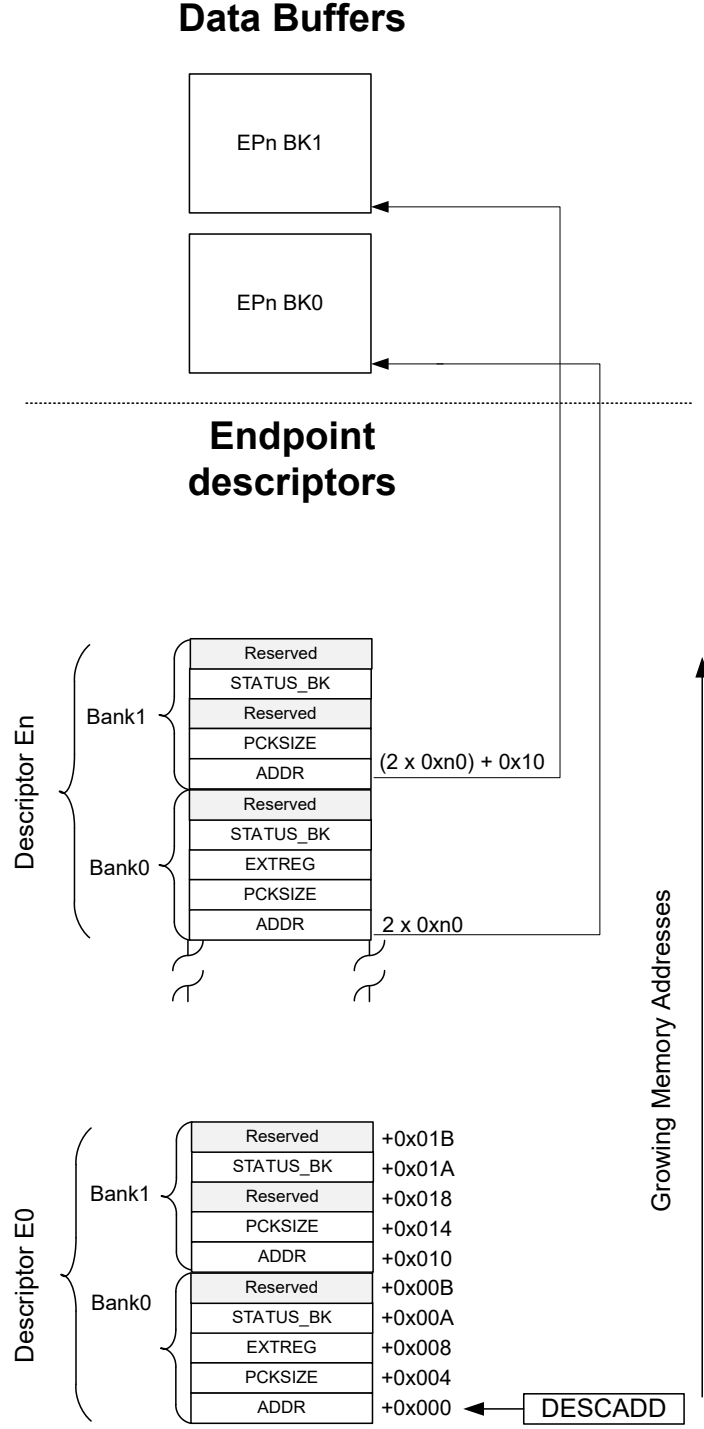 Data Buffers
EPn BK1
EPn BK0
Endpoint
descriptors
Descriptor En
Bank1
Reserved
STATUS_BK
Reserved
PCKSIZE
ADDR
(2 x 0xn0) + 0x10
Bank0
Reserved
STATUS_BK
EXTREG
PCKSIZE
ADDR
2 x 0xn0
Growing Memory Addresses
Descriptor E0
Bank1
Reserved +0x01B
STATUS_BK +0x01A
Reserved +0x018
PCKSIZE +0x014
ADDR +0x010
Bank0
Reserved +0x00B
STATUS_BK +0x00A
EXTREG +0x008
PCKSIZE +0x004
ADDR +0x000
DESCADD